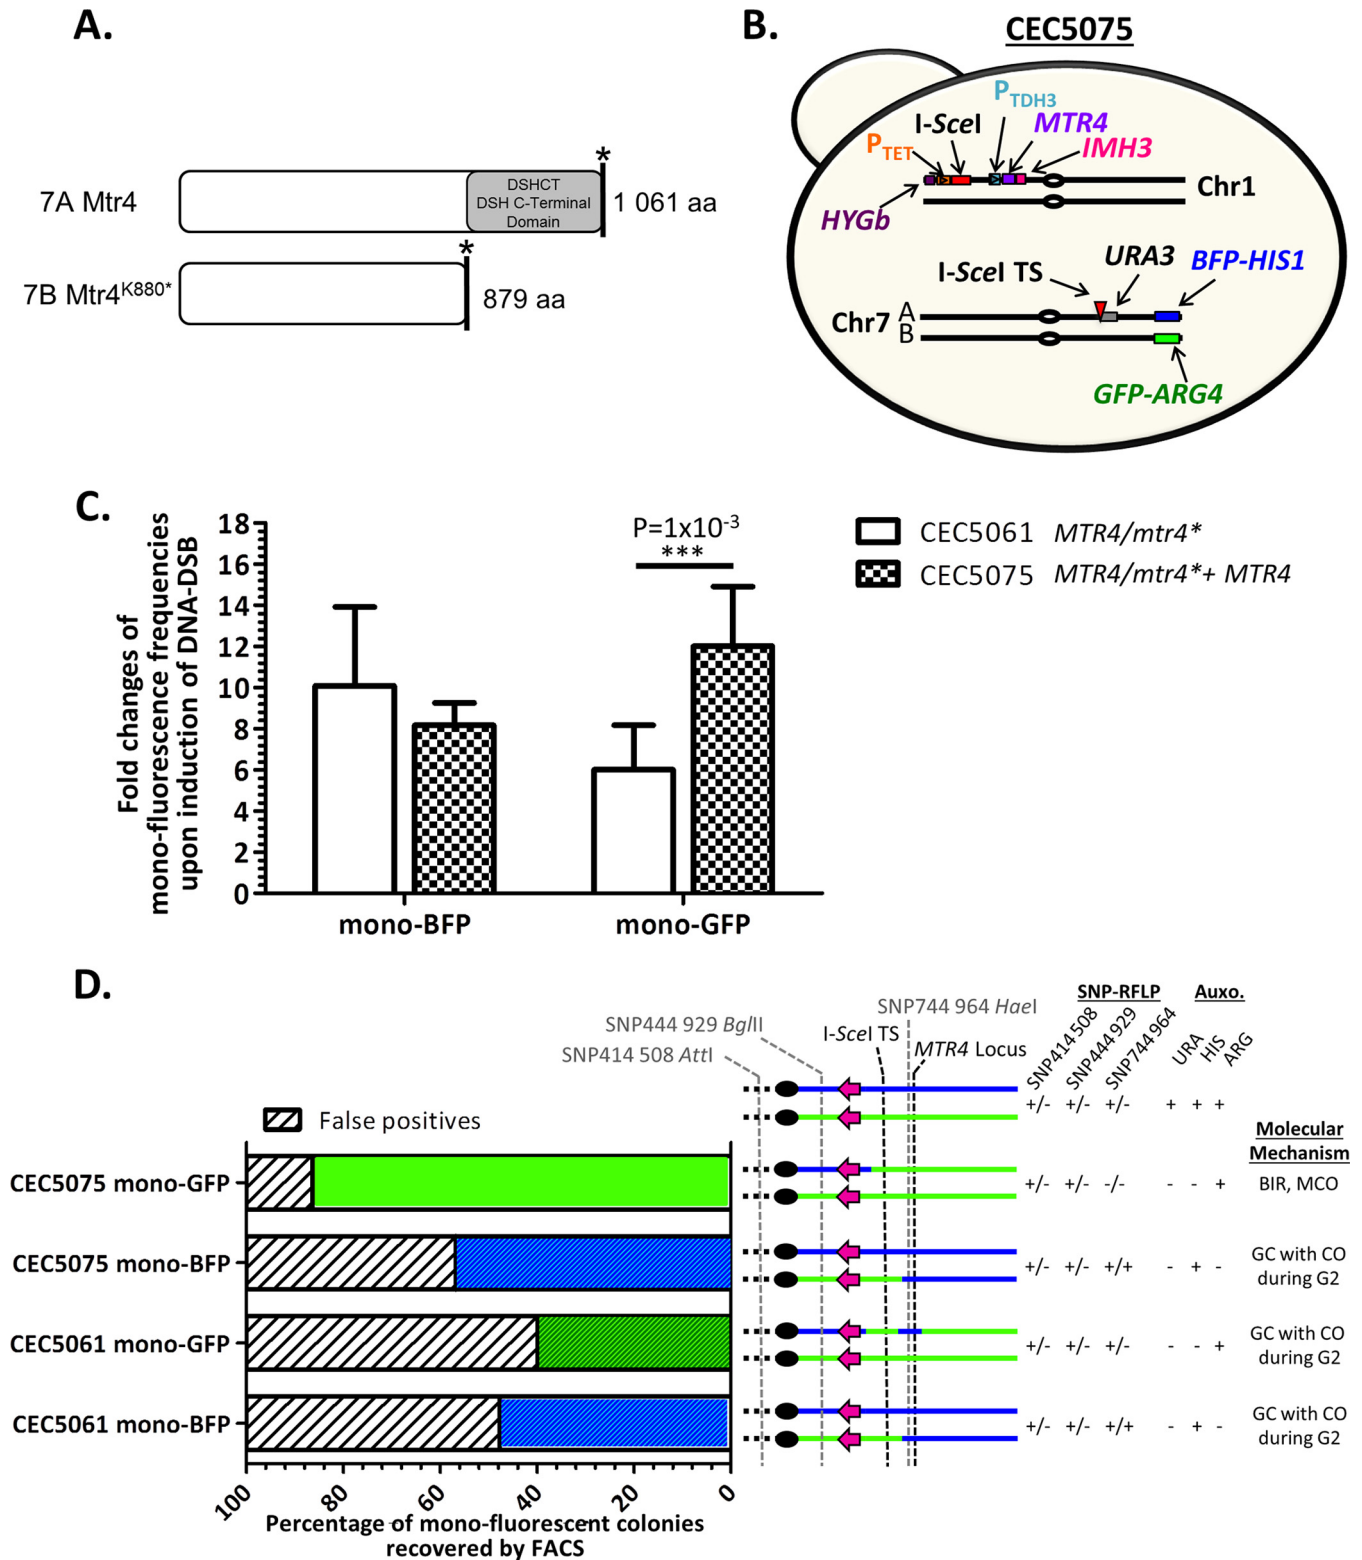 A.
*
7A Mtr4
DSHCT
DSH C-Terminal
Domain
1 061 aa
*
7B Mtr4K880*
879 aa
B.
CEC5075
PTDH3
I-SceI
MTR4
PTET
IMH3
HYGb
Chr1
I-SceI TS
URA3
BFP-HIS1
Chr7
A
B
GFP-ARG4
C.
Fold changes of
mono-fluorescence frequencies
upon induction of DNA-DSB
18
16
14
12
10
8
6
4
2
0
P=1x10-3
***
mono-BFP
mono-GFP
CEC5061 MTR4/mtr4*
CEC5075 MTR4/mtr4*+ MTR4
D.
False positives
CEC5075 mono-GFP
CEC5075 mono-BFP
CEC5061 mono-GFP
CEC5061 mono-BFP
100
80
60
40
20
0
Percentage of mono-fluorescent colonies
recovered by FACS
SNP744 964 HaeI
SNP444 929 BglII
I-SceI TS
SNP414 508 AttI
MTR4 Locus
SNP-RFLP
Auxo.
SNP414 508
SNP444 929
SNP744 964
URA
HIS
ARG
+/- +/- +/- + + +
Molecular
Mechanism
+/- +/- -/- - - + BIR, MCO
+/- +/- +/+ - + - GC with CO
during G2
+/- +/- +/- - - + GC with CO
during G2
+/- +/- +/+ - + - GC with CO
during G2